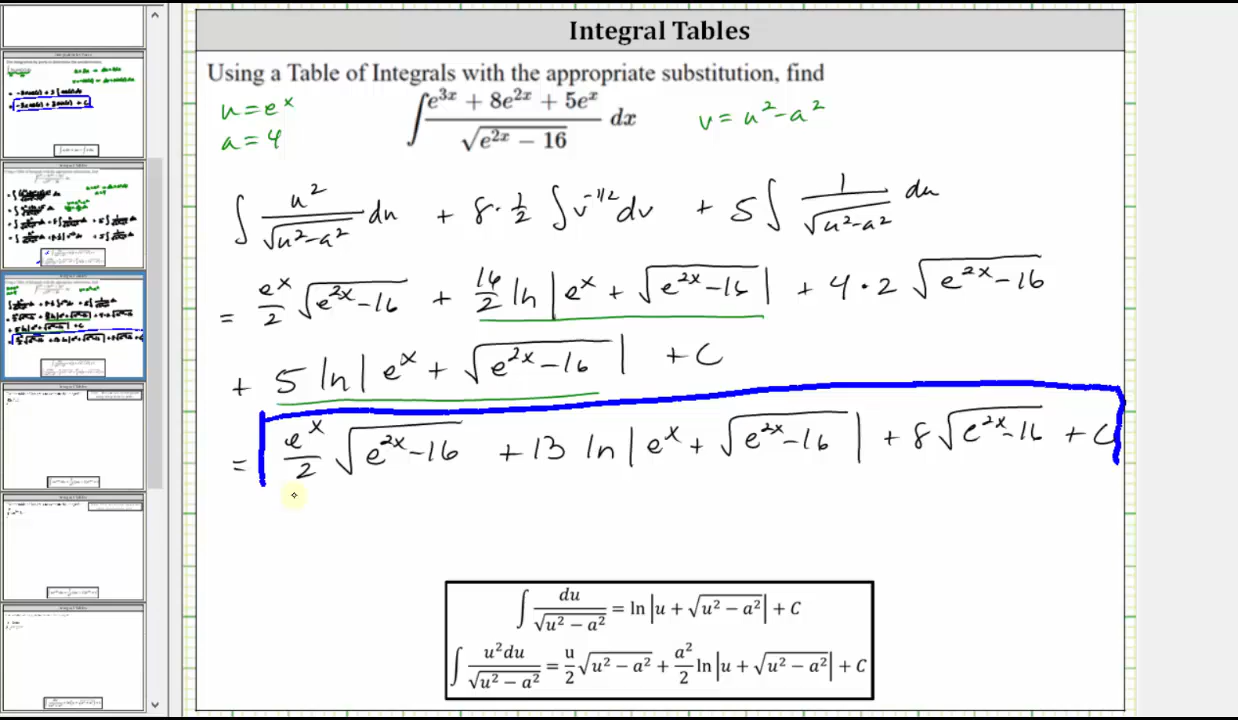 Integral Tables
Using a Table of Integrals with the appropriate substitution, find
u = e^x
∫ (e^{3x} + 8e^{2x} + 5e^x) / √(e^{2x} − 16) dx
v = u² − a²
a = 4
∫ u² / √(u² − a²) du + 8 · 1/2 ∫ v^{−1/2} dv + 5 ∫ 1 / √(u² − a²) du
= e^x/2 √(e^{2x} − 16) + 16/2 ln |e^x + √(e^{2x} − 16)| + 4 · 2 √(e^{2x} − 16)
+ 5 ln |e^x + √(e^{2x} − 16)| + C
= e^x/2 √(e^{2x} − 16) + 13 ln |e^x + √(e^{2x} − 16)| + 8 √(e^{2x} − 16) + C
∫ du / √(u² − a²) = ln |u + √(u² − a²)| + C
∫ u² du / √(u² − a²) = u/2 √(u² − a²) + a²/2 ln |u + √(u² − a²)| + C